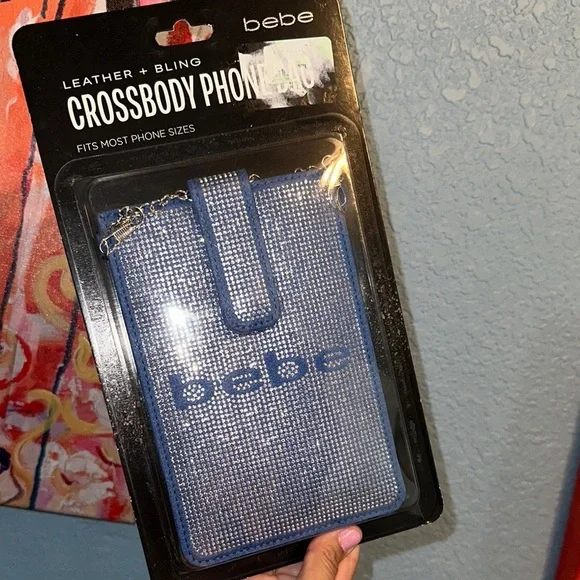 bebe
LEATHER + BLING
CROSSBODY PHONE
FITS MOST PHONE SIZES
bebe